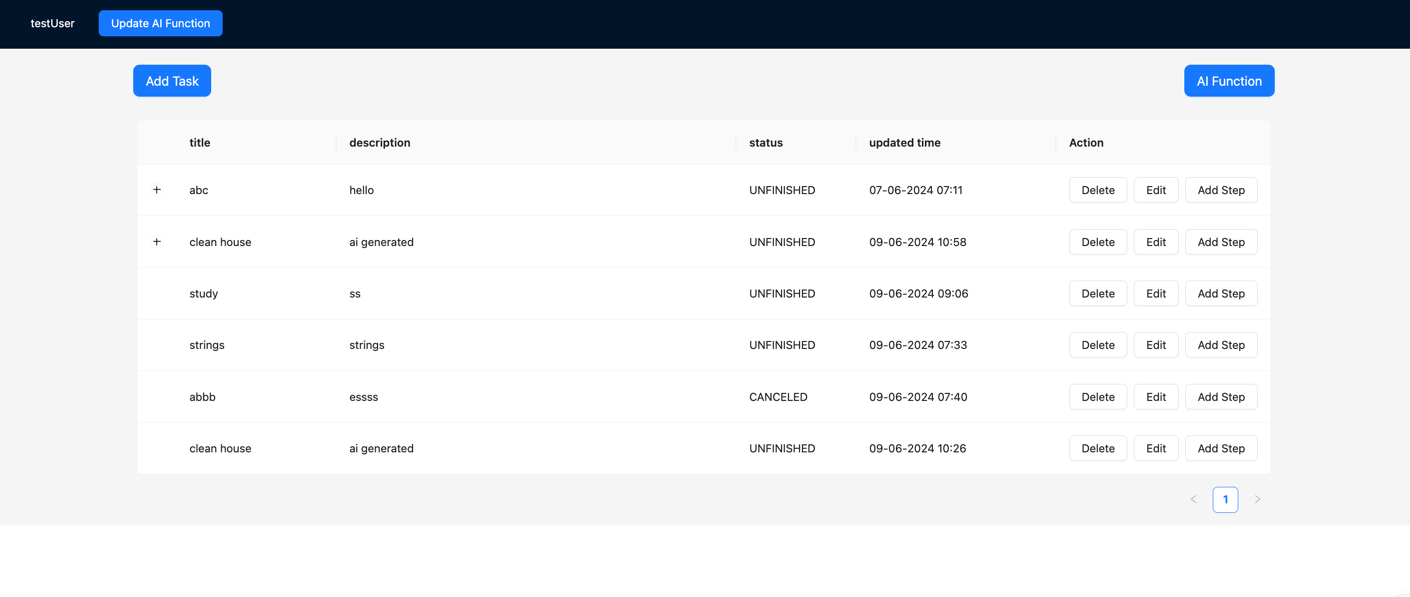 testUser Update AI Function
Add Task AI Function
title description status updated time Action
+ abc hello UNFINISHED 07-06-2024 07:11 Delete Edit Add Step
+ clean house ai generated UNFINISHED 09-06-2024 10:58 Delete Edit Add Step
study ss UNFINISHED 09-06-2024 09:06 Delete Edit Add Step
strings strings UNFINISHED 09-06-2024 07:33 Delete Edit Add Step
abbb essss CANCELED 09-06-2024 07:40 Delete Edit Add Step
clean house ai generated UNFINISHED 09-06-2024 10:26 Delete Edit Add Step
< 1 >